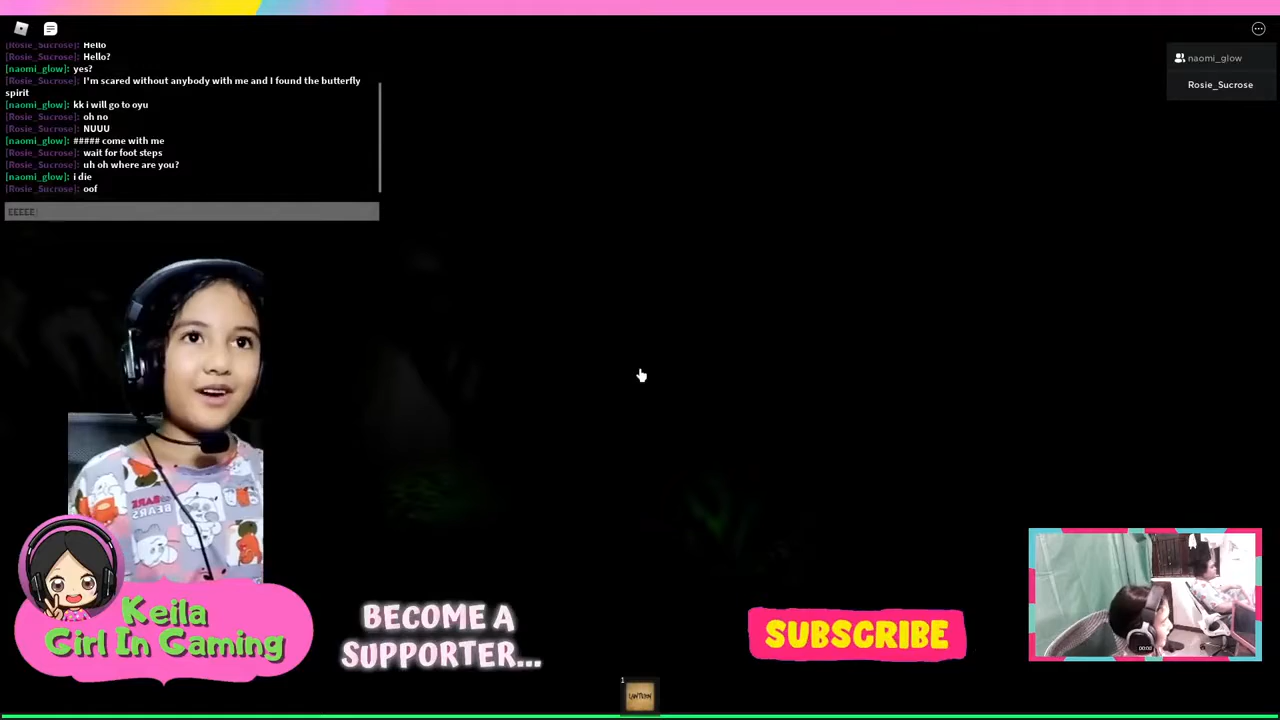 [Rosie_Sucrose]: Hello
[Rosie_Sucrose]: Hello?
[naomi_glow]: yes?
[Rosie_Sucrose]: I'm scared without anybody with me and I found the butterfly
spirit
[naomi_glow]: kk i will go to oyu
[Rosie_Sucrose]: oh no
[Rosie_Sucrose]: NUUU
[naomi_glow]: ##### come with me
[Rosie_Sucrose]: wait for foot steps
[Rosie_Sucrose]: uh oh where are you?
[naomi_glow]: i die
[Rosie_Sucrose]: oof
EEEEE
naomi_glow
Rosie_Sucrose
BEARS
Keila
Girl In Gaming
BECOME A
SUPPORTER...
SUBSCRIBE
1
LANTERN